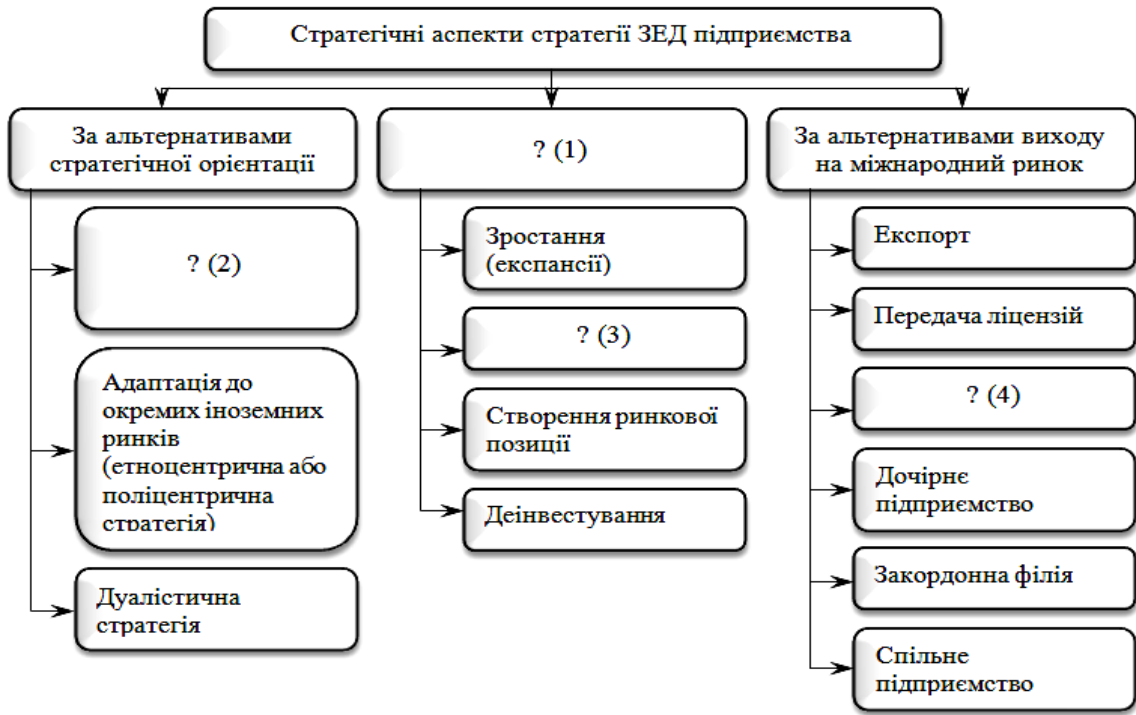 Стратегічні аспекти стратегії ЗЕД підприємства
За альтернативами
стратегічної орієнтації
? (2)
Адаптація до
окремих іноземних
ринків
(етноцентрична або
поліцентрична
стратегія)
Дуалістична
стратегія
? (1)
Зростання
(експансії)
? (3)
Створення ринкової
позиції
Деінвестування
За альтернативами виходу
на міжнародний ринок
Експорт
Передача ліцензій
? (4)
Дочірнє
підприємство
Закордонна філія
Спільне
підприємство